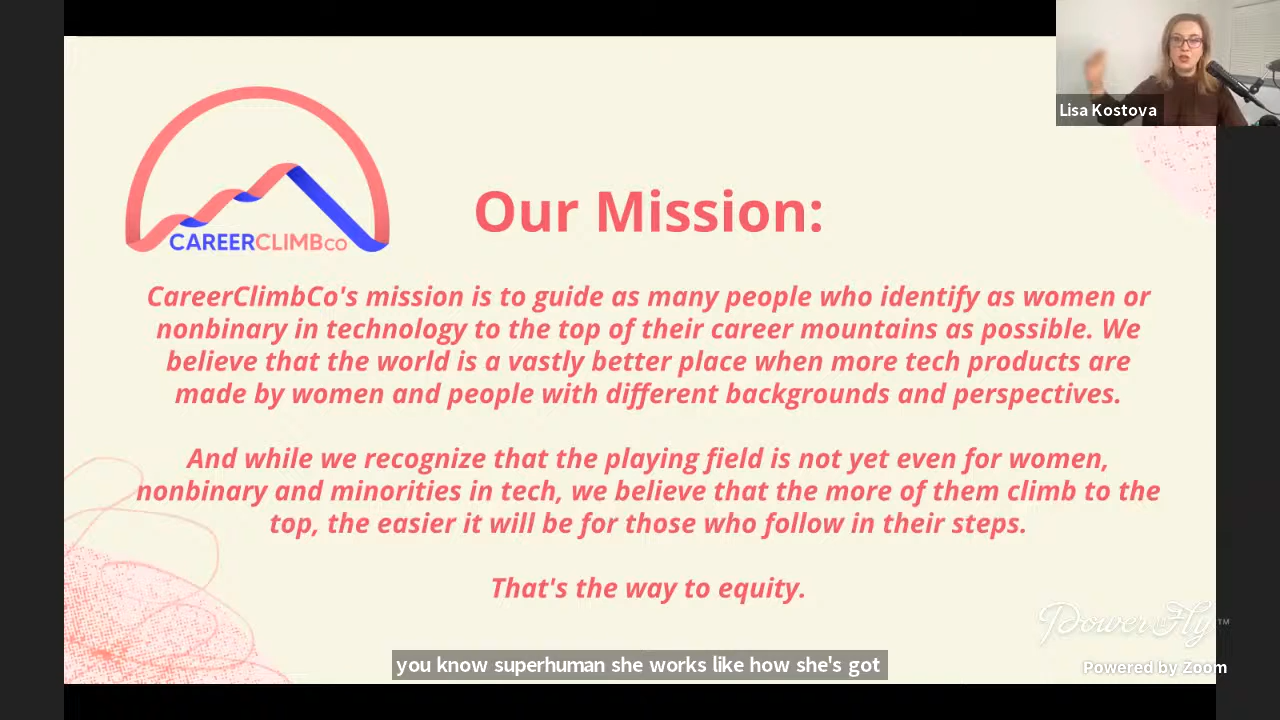 Lisa Kostova
CAREERCLIMBCO
Our Mission:
CareerClimbCo's mission is to guide as many people who identify as women or
nonbinary in technology to the top of their career mountains as possible. We
believe that the world is a vastly better place when more tech products are
made by women and people with different backgrounds and perspectives.
And while we recognize that the playing field is not yet even for women,
nonbinary and minorities in tech, we believe that the more of them climb to the
top, the easier it will be for those who follow in their steps.
That's the way to equity.
PowerToFly™
you know superhuman she works like how she's got
Powered by Zoom